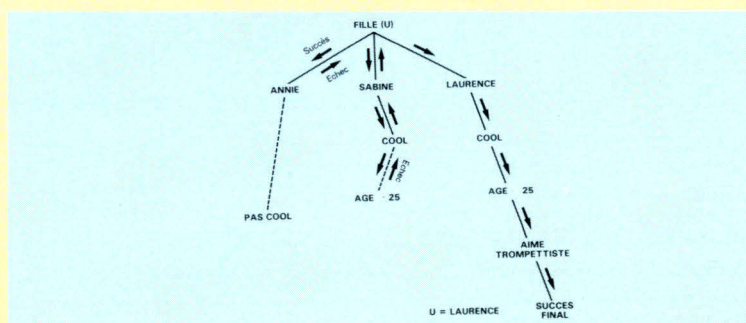 FILLE (U)
Succès
Echec
ANNIE
SABINE
LAURENCE
COOL
COOL
Echec
AGE · 25
AGE 25
PAS COOL
AIME
TROMPETTISTE
U = LAURENCE
SUCCES
FINAL